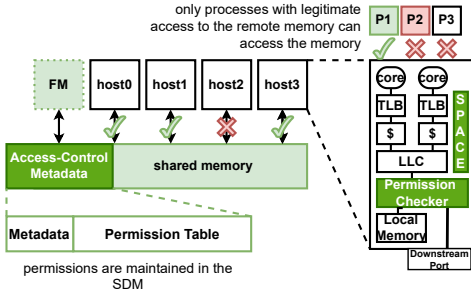 only processes with legitimate
access to the remote memory can
access the memory
P1 P2 P3
FM host0 host1 host2 host3
core core
TLB TLB
$ $
SPACE
LLC
Access-Control
Metadata
shared memory
Permission
Checker
Local
Memory
Metadata Permission Table
Downstream
Port
permissions are maintained in the
SDM